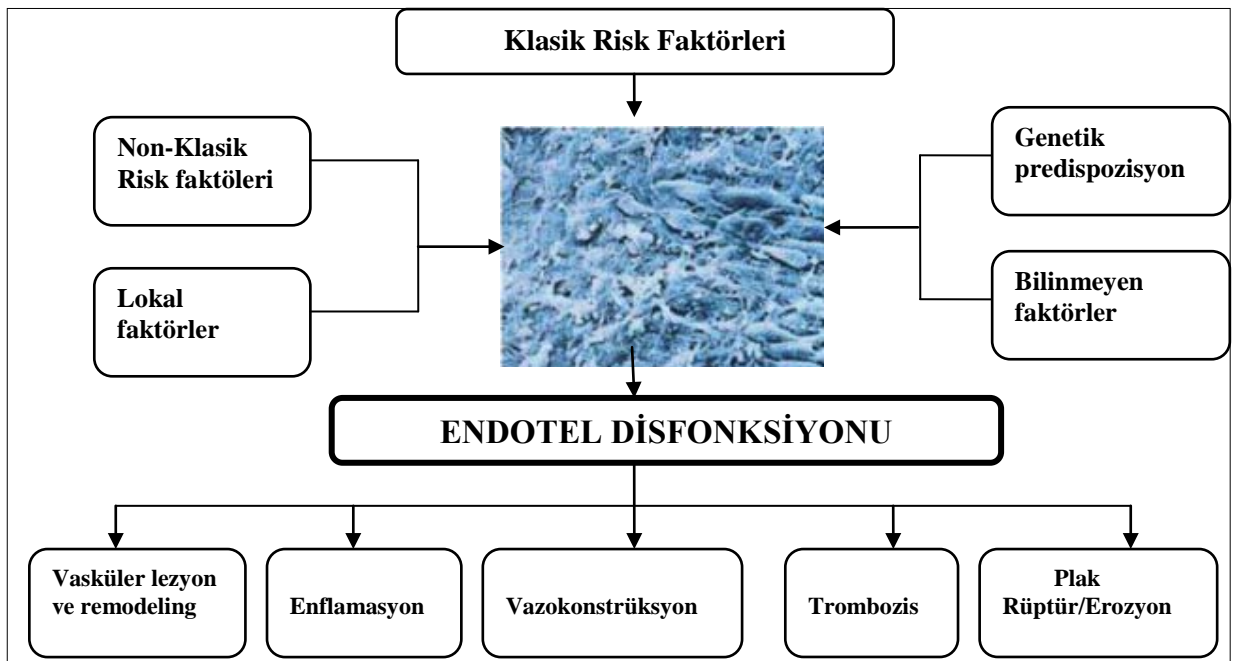 Klasik Risk Faktörleri
Non-Klasik
Risk faktöleri
Genetik
predispozisyon
Lokal
faktörler
Bilinmeyen
faktörler
ENDOTEL DİSFONKSİYONU
Vasküler lezyon
ve remodeling
Enflamasyon
Vazokonstrüksyon
Trombozis
Plak
Rüptür/Erozyon